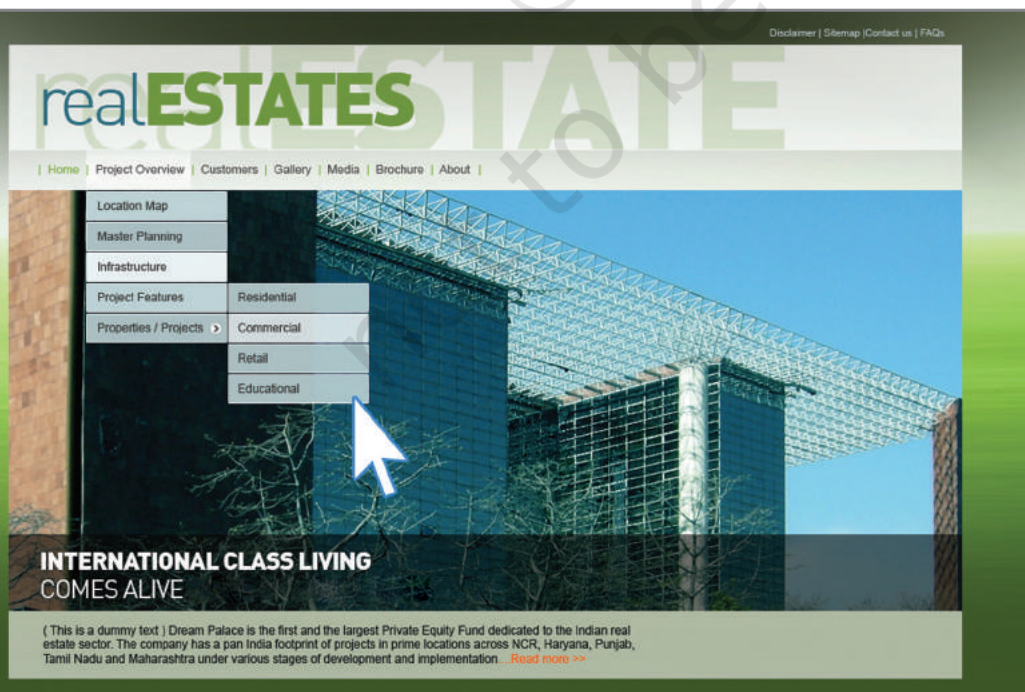 Disclaimer | Sitemap |Contact us | FAQs
realESTATE
realESTATES
| Home | Project Overview | Customers | Gallery | Media | Brochure | About |
Location Map
Master Planning
Infrastructure
Project Features
Properties / Projects
Residential
Commercial
Retail
Educational
INTERNATIONAL CLASS LIVING
COMES ALIVE
( This is a dummy text ) Dream Palace is the first and the largest Private Equity Fund dedicated to the Indian real
estate sector. The company has a pan India footprint of projects in prime locations across NCR, Haryana, Punjab,
Tamil Nadu and Maharashtra under various stages of development and implementation....Read more >>
to be